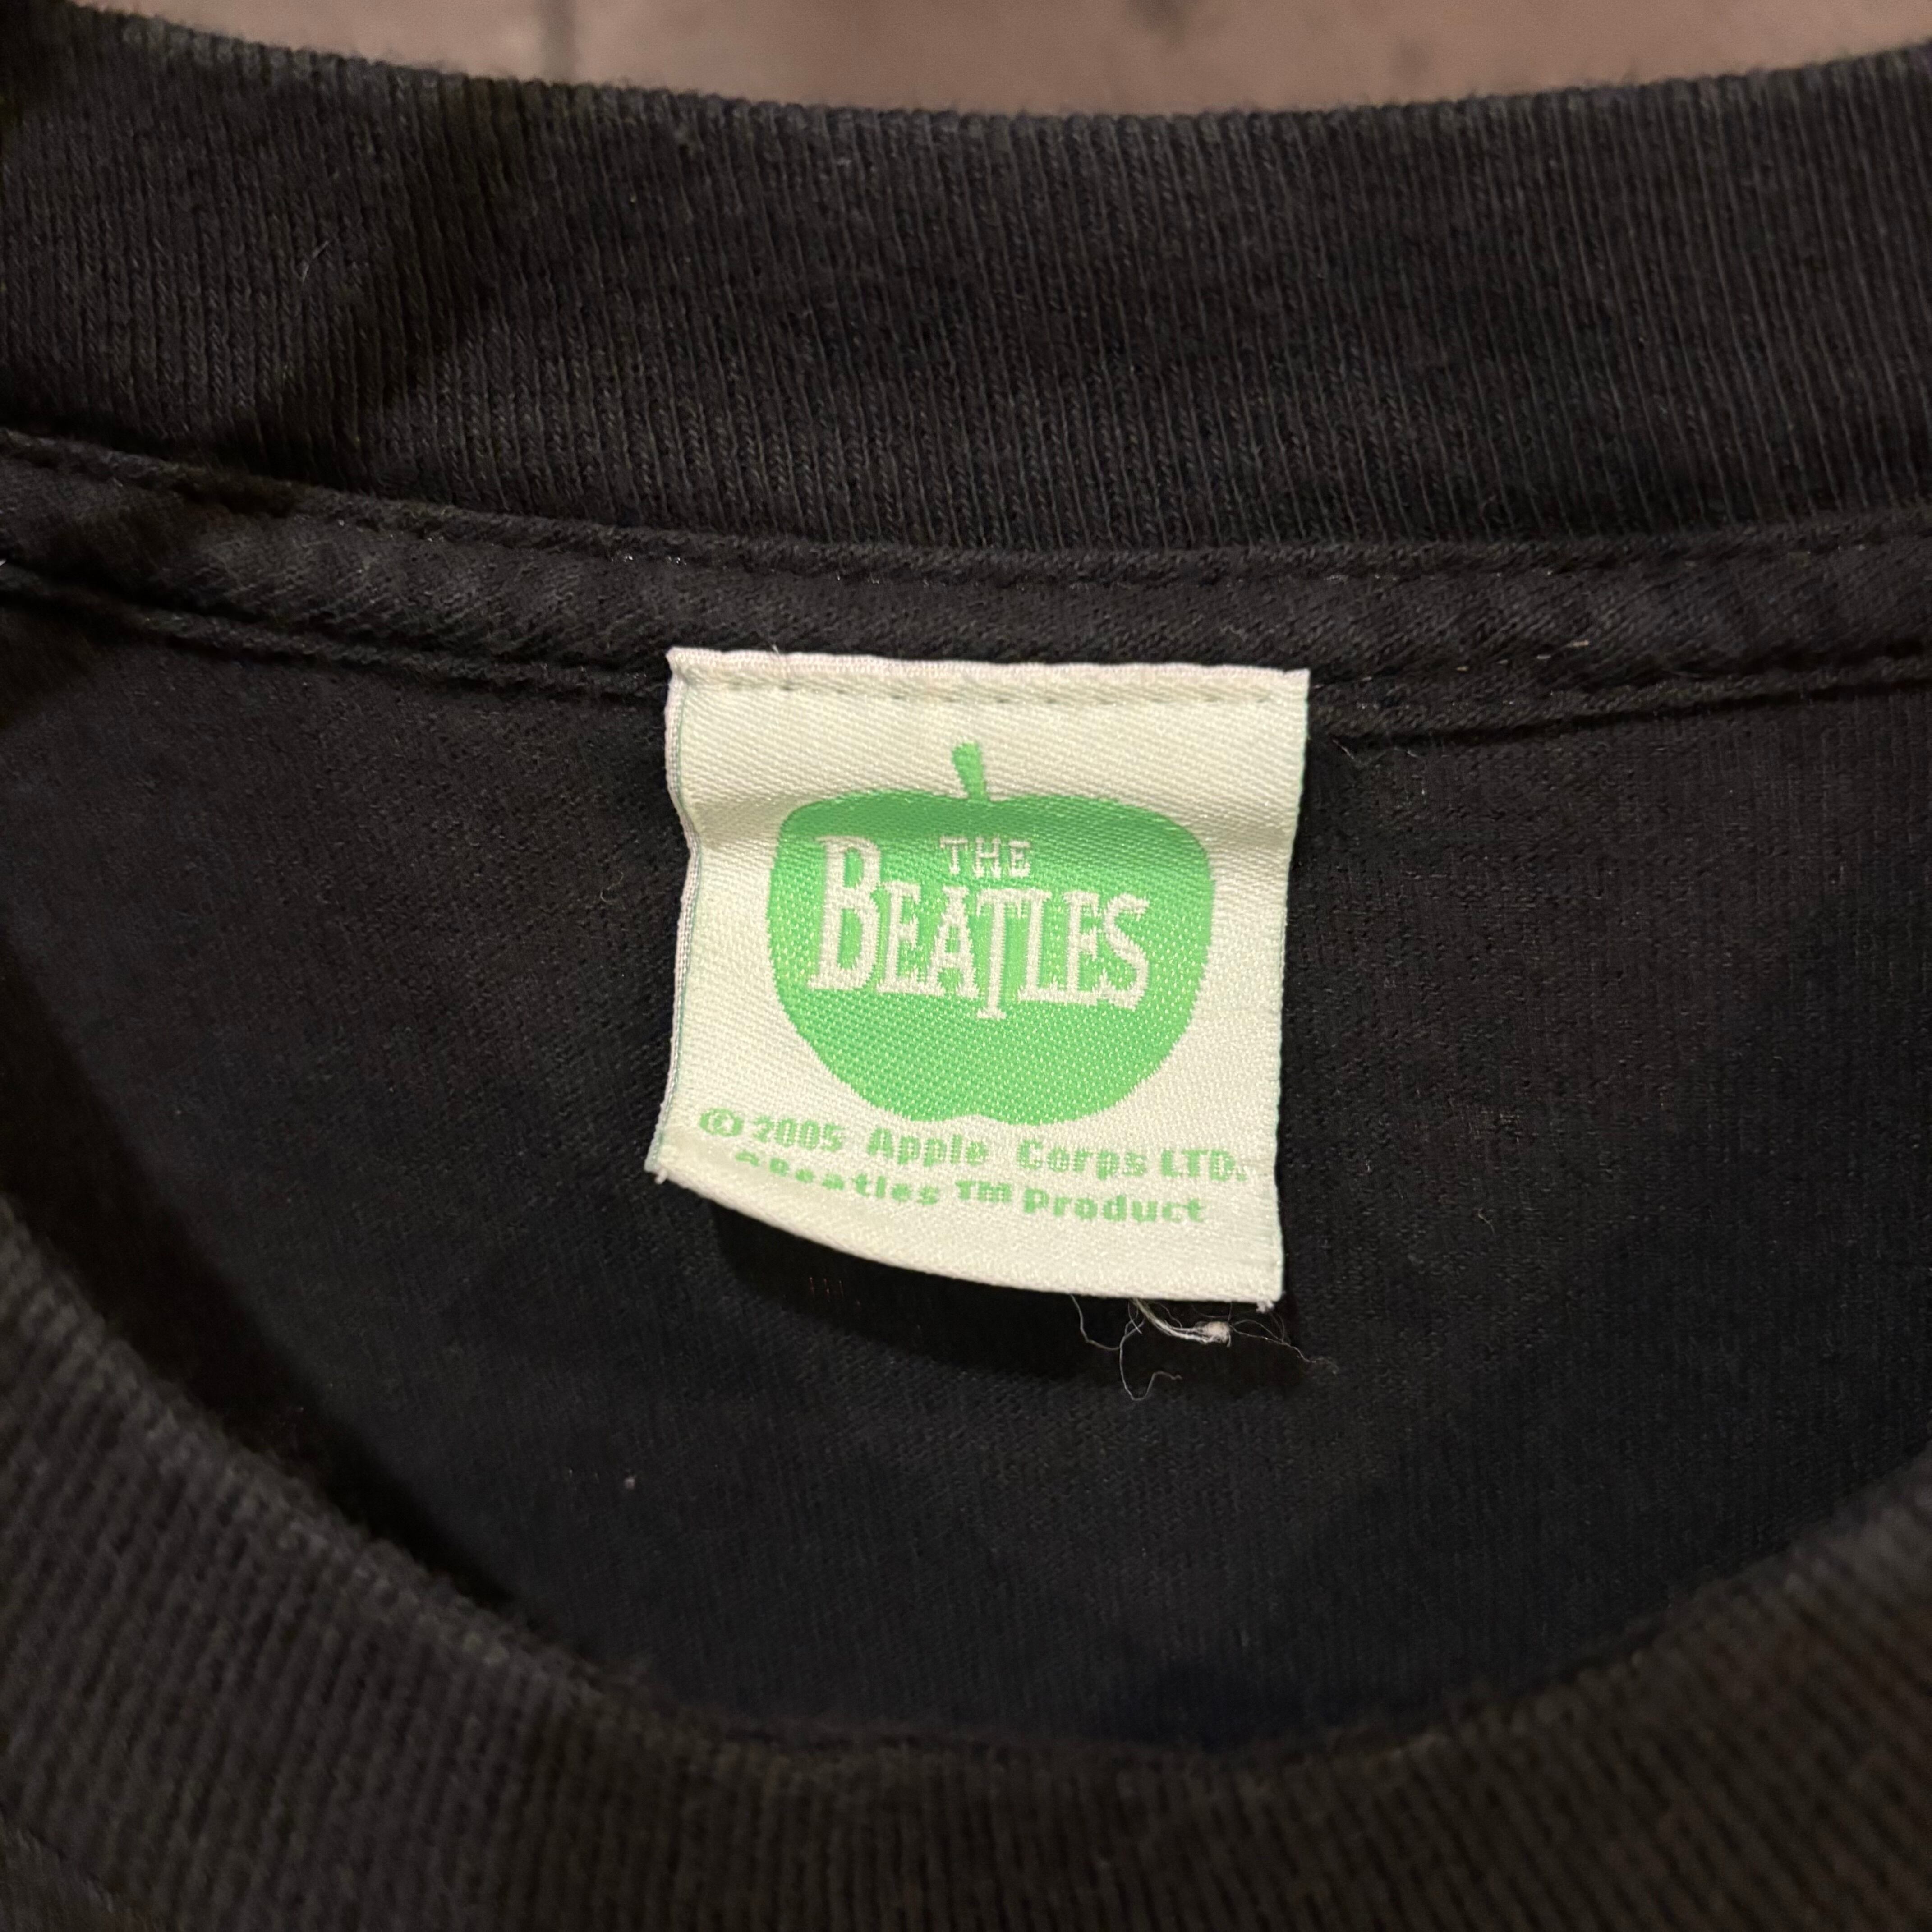 THE
BEATLES
© 2005 Apple Corps LTD.
Beatles ™ Product